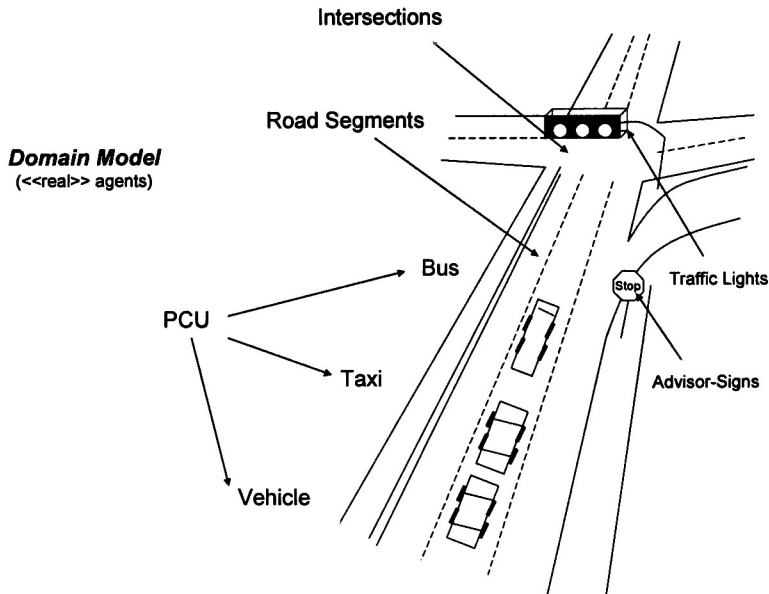 Intersections
Road Segments
Domain Model
(<<real>> agents)
Bus
Traffic Lights
Stop
PCU
Taxi
Advisor-Signs
Vehicle